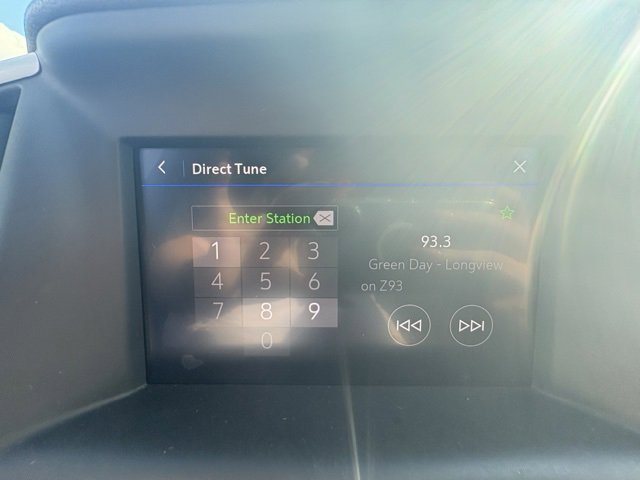 Direct Tune
Enter Station
1 2 3
4 5 6
7 8 9
0
93.3
Green Day - Longview
on Z93